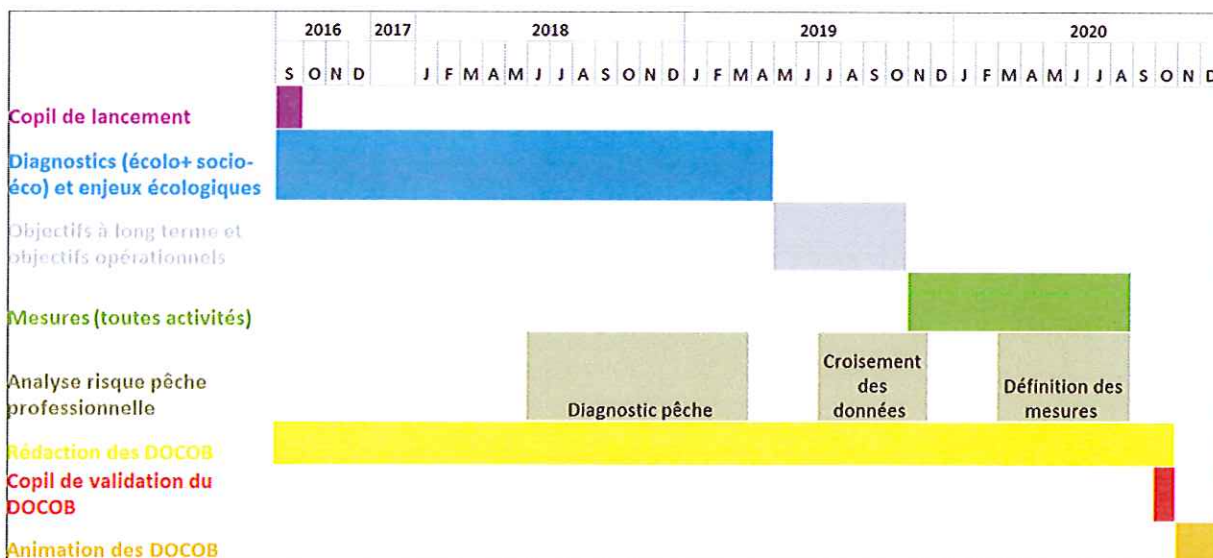 2016 2017 2018 2019 2020
S O N D J F M A M J J A S O N D J F M A M J J A S O N D J F M A M J J A S O N D
Copil de lancement
Diagnostics (écolo+ socio-
éco) et enjeux écologiques
Objectifs à long terme et
objectifs opérationnels
Mesures (toutes activités)
Analyse risque pêche
professionnelle
Diagnostic pêche
Croisement
des
données
Définition des
mesures
Rédaction des DOCOB
Copil de validation du
DOCOB
Animation des DOCOB